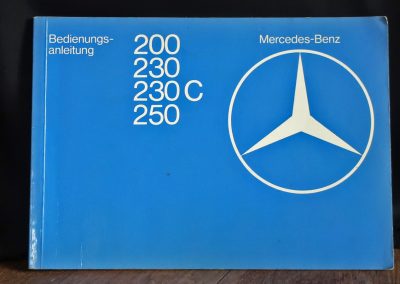 Bedienungs-
anleitung
200
230
230 C
250
Mercedes-Benz